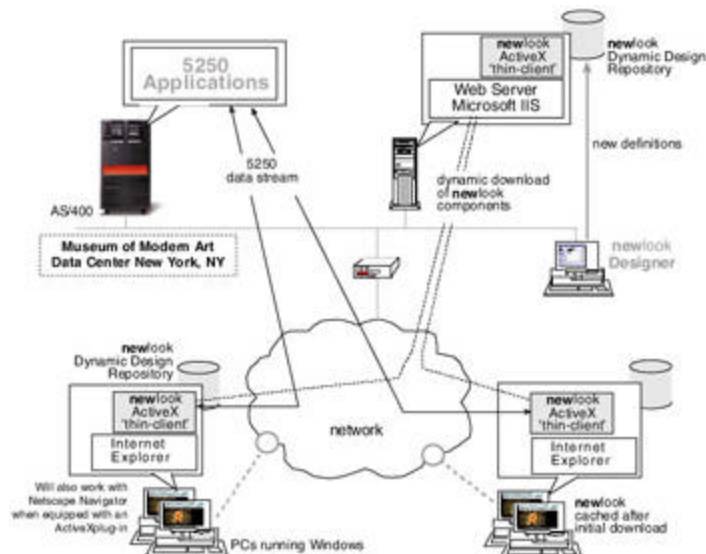 5250
Applications
newlook
ActiveX
'thin-client'
Web Server
Microsoft IIS
newlook
Dynamic Design
Repository
new definitions
5250
data stream
dynamic download
of newlook
components
AS/400
Museum of Modern Art
Data Center New York, NY
newlook
Designer
newlook
Dynamic Design
Repository
newlook
ActiveX
'thin-client'
Internet
Explorer
network
newlook
ActiveX
'thin-client'
Internet
Explorer
Will also work with
Netscape Navigator
when equipped with an
ActiveXplug-in
PCs running Windows
newlook
cached after
initial download